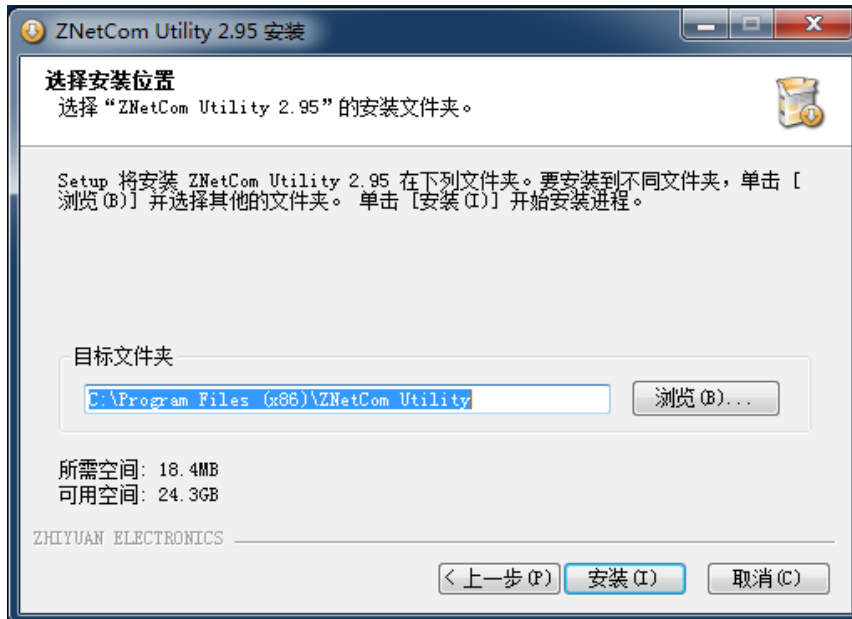 ZNetCom Utility 2.95 安装
选择安装位置
选择“ZNetCom Utility 2.95”的安装文件夹。
Setup 将安装 ZNetCom Utility 2.95 在下列文件夹。要安装到不同文件夹，单击 [
浏览(B)] 并选择其他的文件夹。 单击 [安装(I)] 开始安装进程。
目标文件夹
C:\Program Files (x86)\ZNetCom Utility
浏览(B)...
所需空间: 18.4MB
可用空间: 24.3GB
ZHIYUAN ELECTRONICS
< 上一步(P) 安装(I) 取消(C)